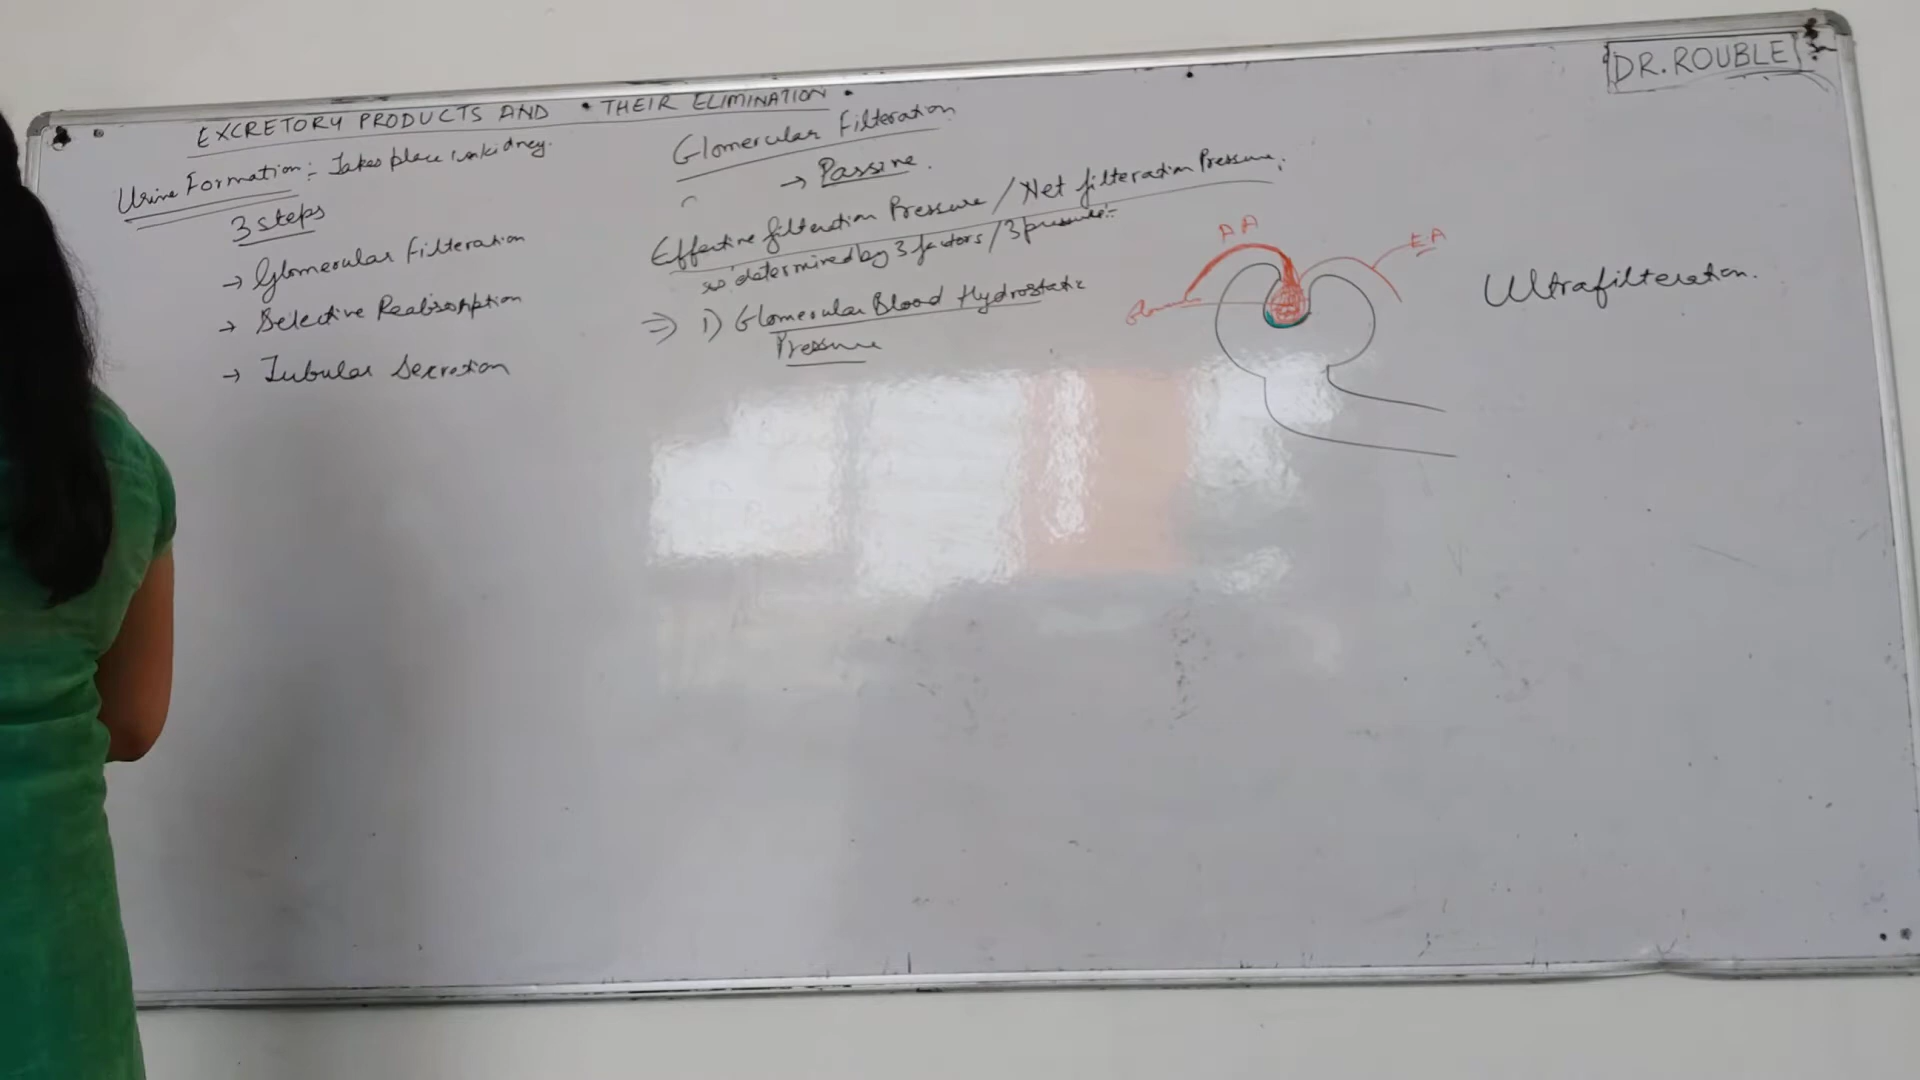 DR. ROUBLE
EXCRETORY PRODUCTS AND • THEIR ELIMINATION •
Urine Formation:- Takes place in kidney.
3 steps
→ Glomerular Filteration
→ Selective Reabsorption
→ Tubular Secretion
Glomerular Filteration
→ Passive.
Effective filteration Pressure / Net filteration Pressure:
determined by 3 factors / 3 pressure:-
⇒ 1) Glomerular Blood Hydrostatic
Pressure
AA
EA
Ultrafilteration.